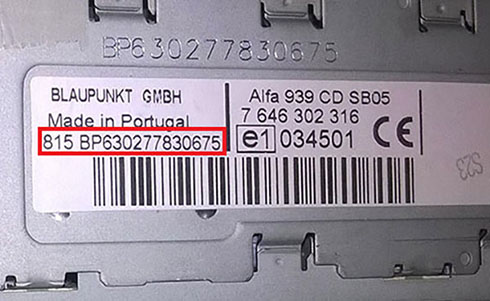 BP630277830675
BLAUPUNKT GMBH
Made in Portugal
815 BP630277830675
Alfa 939 CD SB05
7 646 302 316
e1 034501 CE
S23